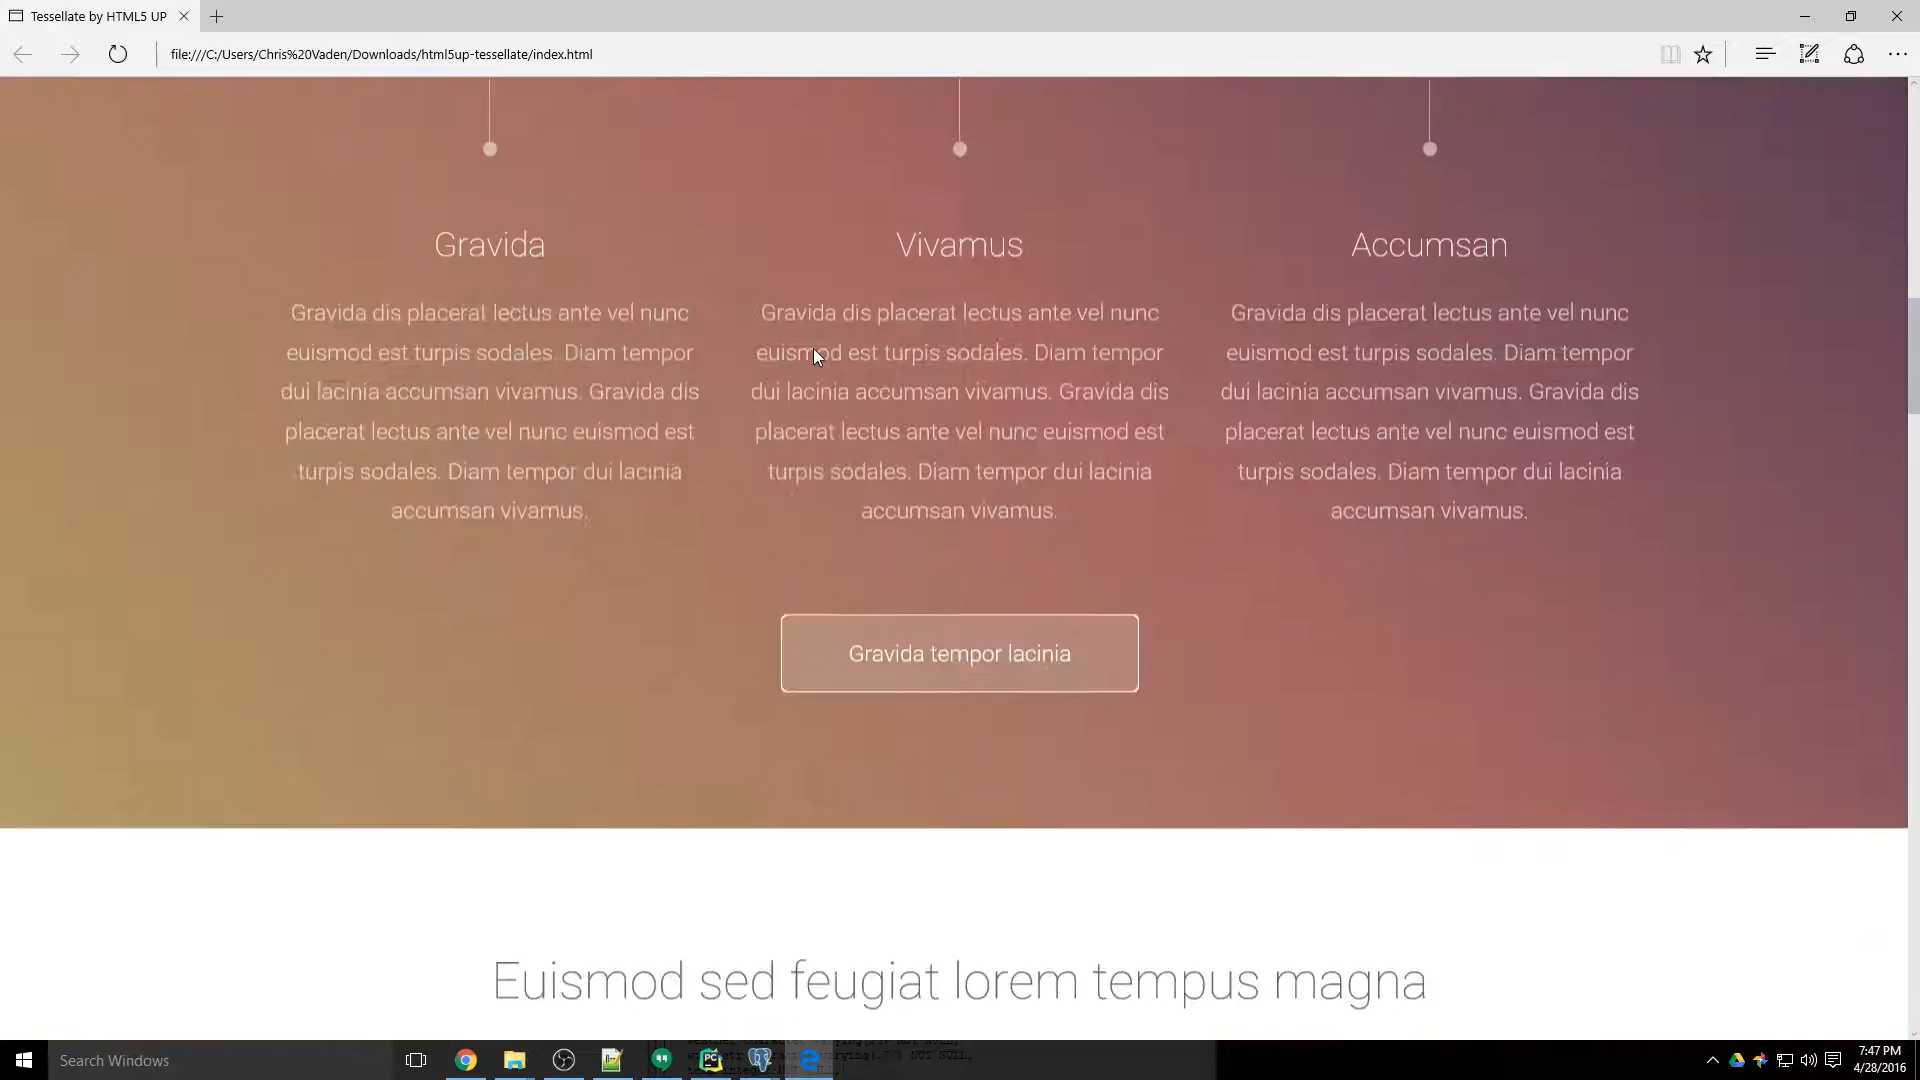 Tessellate by HTML5 UP
file:///C:/Users/Chris%20Vaden/Downloads/html5up-tessellate/index.html
Gravida
Gravida dis placerat lectus ante vel nunc
euismod est turpis sodales. Diam tempor
dui lacinia accumsan vivamus. Gravida dis
placerat lectus ante vel nunc euismod est
turpis sodales. Diam tempor dui lacinia
accumsan vivamus.
Vivamus
Gravida dis placerat lectus ante vel nunc
euismod est turpis sodales. Diam tempor
dui lacinia accumsan vivamus. Gravida dis
placerat lectus ante vel nunc euismod est
turpis sodales. Diam tempor dui lacinia
accumsan vivamus.
Accumsan
Gravida dis placerat lectus ante vel nunc
euismod est turpis sodales. Diam tempor
dui lacinia accumsan vivamus. Gravida dis
placerat lectus ante vel nunc euismod est
turpis sodales. Diam tempor dui lacinia
accumsan vivamus.
Gravida tempor lacinia
Euismod sed feugiat lorem tempus magna
Search Windows
PC
7:47 PM
4/28/2016